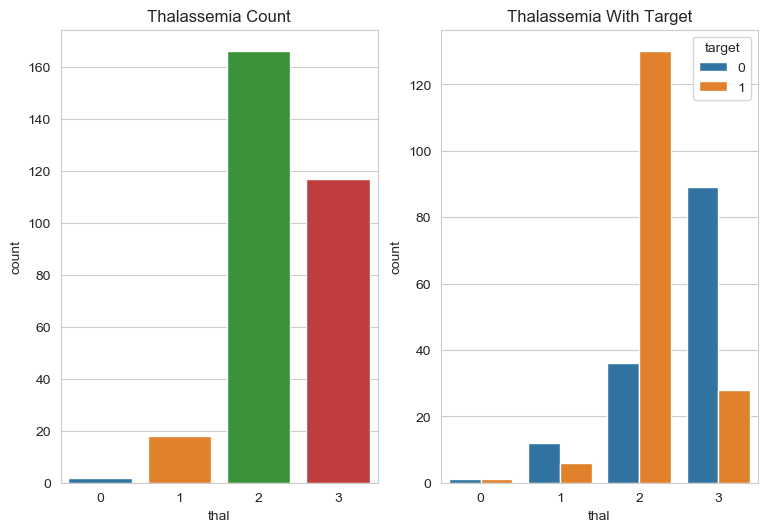 Thalassemia Count
160
140
120
100
80
60
40
20
0
count
0 1 2 3
thal
Thalassemia With Target
target
0
1
120
100
80
60
40
20
0
count
0 1 2 3
thal